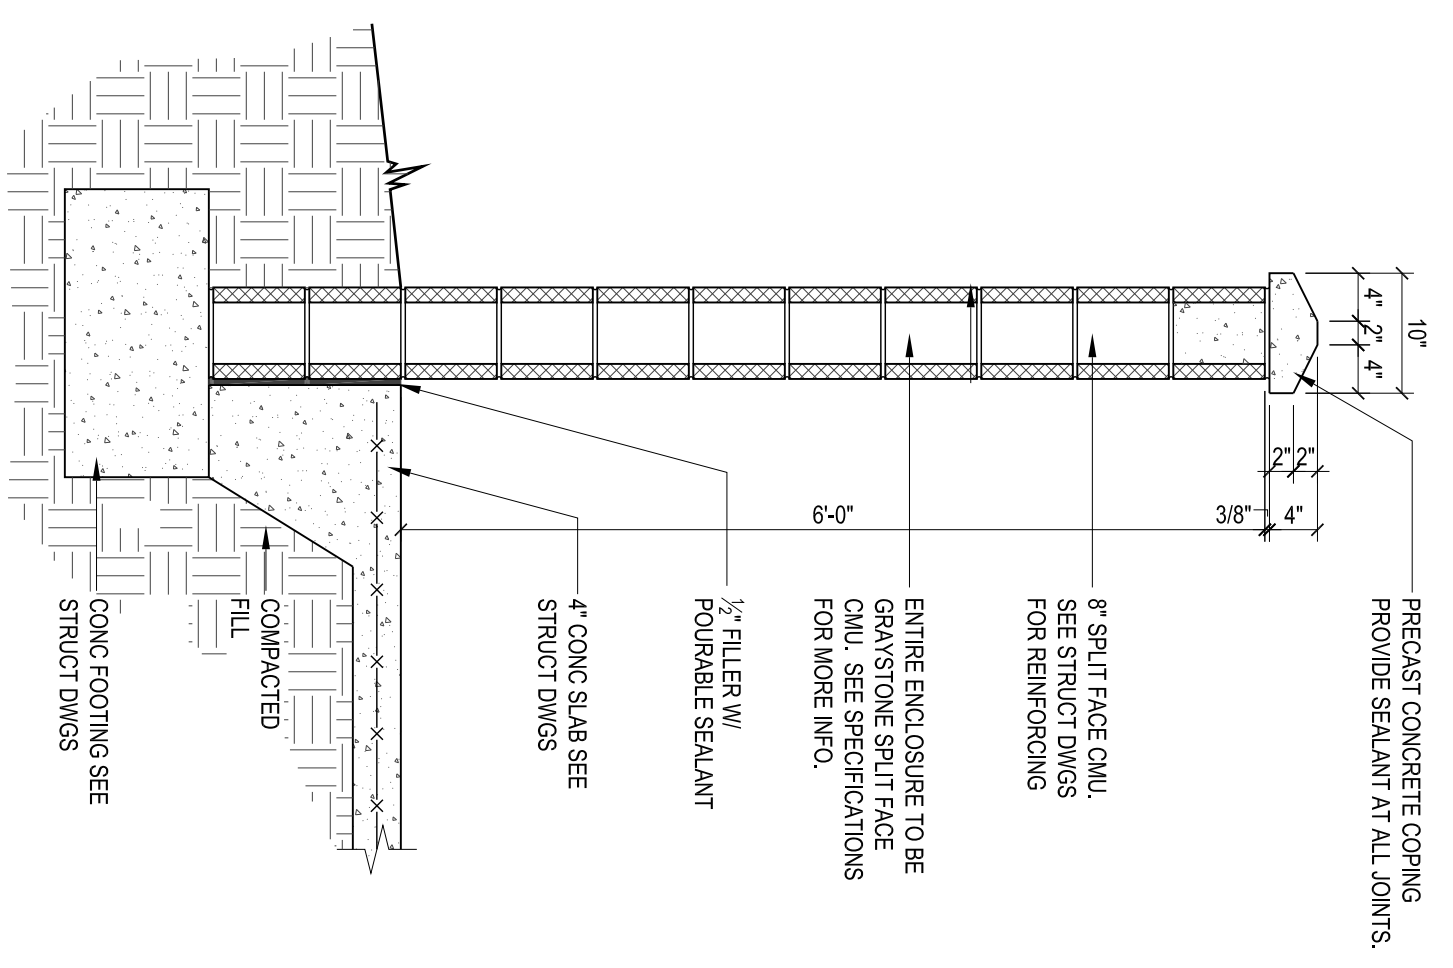 10"
4"
2"
4"
2"
2"
4"
3/8"
6'-0"
PRECAST CONCRETE COPING
PROVIDE SEALANT AT ALL JOINTS.
8" SPLIT FACE CMU.
SEE STRUCT DWGS
FOR REINFORCING
ENTIRE ENCLOSURE TO BE
GRAYSTONE SPLIT FACE
CMU. SEE SPECIFICATIONS
FOR MORE INFO.
½" FILLER W/
POURABLE SEALANT
4" CONC SLAB SEE
STRUCT DWGS
COMPACTED
FILL
CONC FOOTING SEE
STRUCT DWGS